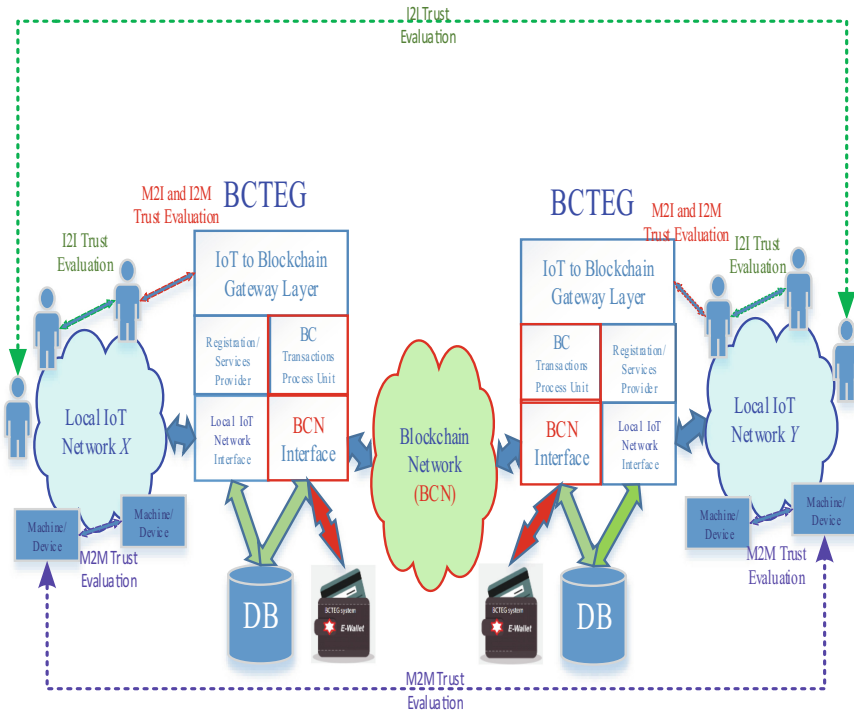 I2I Trust
Evaluation
BCTEG
M2I and I2M
Trust Evaluation
I2I Trust
Evaluation
IoT to Blockchain
Gateway Layer
Registration/
Services
Provider
BC
Transactions
Process Unit
Local IoT
Network
Interface
BCN
Interface
Local IoT
Network X
Machine/
Device
Machine/
Device
M2M Trust
Evaluation
DB
BCTEG system
E-Wallet
Blockchain
Network
(BCN)
BCTEG
M2I and I2M
Trust Evaluation
I2I Trust
Evaluation
IoT to Blockchain
Gateway Layer
BC
Transactions
Process Unit
Registration/
Services
Provider
BCN
Interface
Local IoT
Network
Interface
Local IoT
Network Y
Machine/
Device
Machine/
Device
M2M Trust
Evaluation
BCTEG system
E-Wallet
DB
M2M Trust
Evaluation